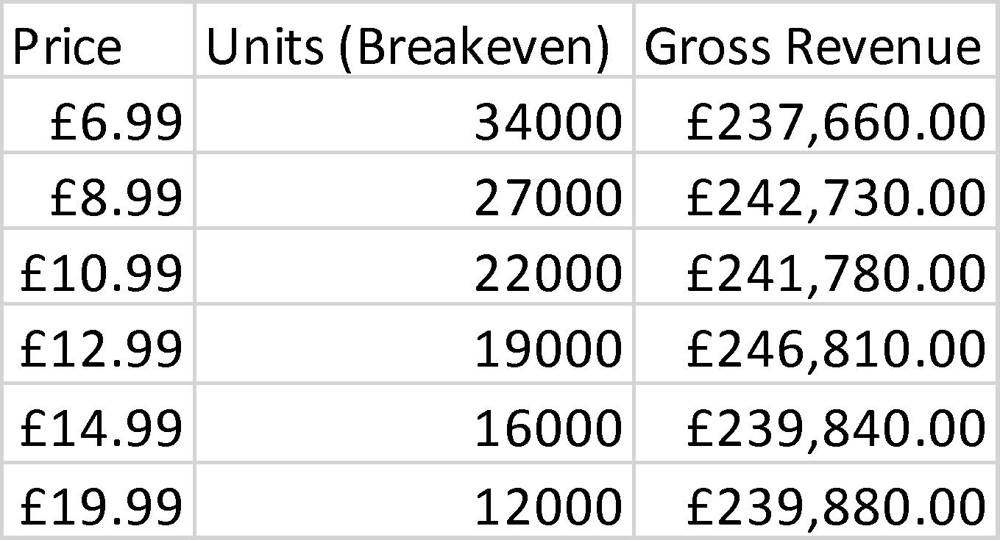 Price Units (Breakeven) Gross Revenue
£6.99 34000 £237,660.00
£8.99 27000 £242,730.00
£10.99 22000 £241,780.00
£12.99 19000 £246,810.00
£14.99 16000 £239,840.00
£19.99 12000 £239,880.00